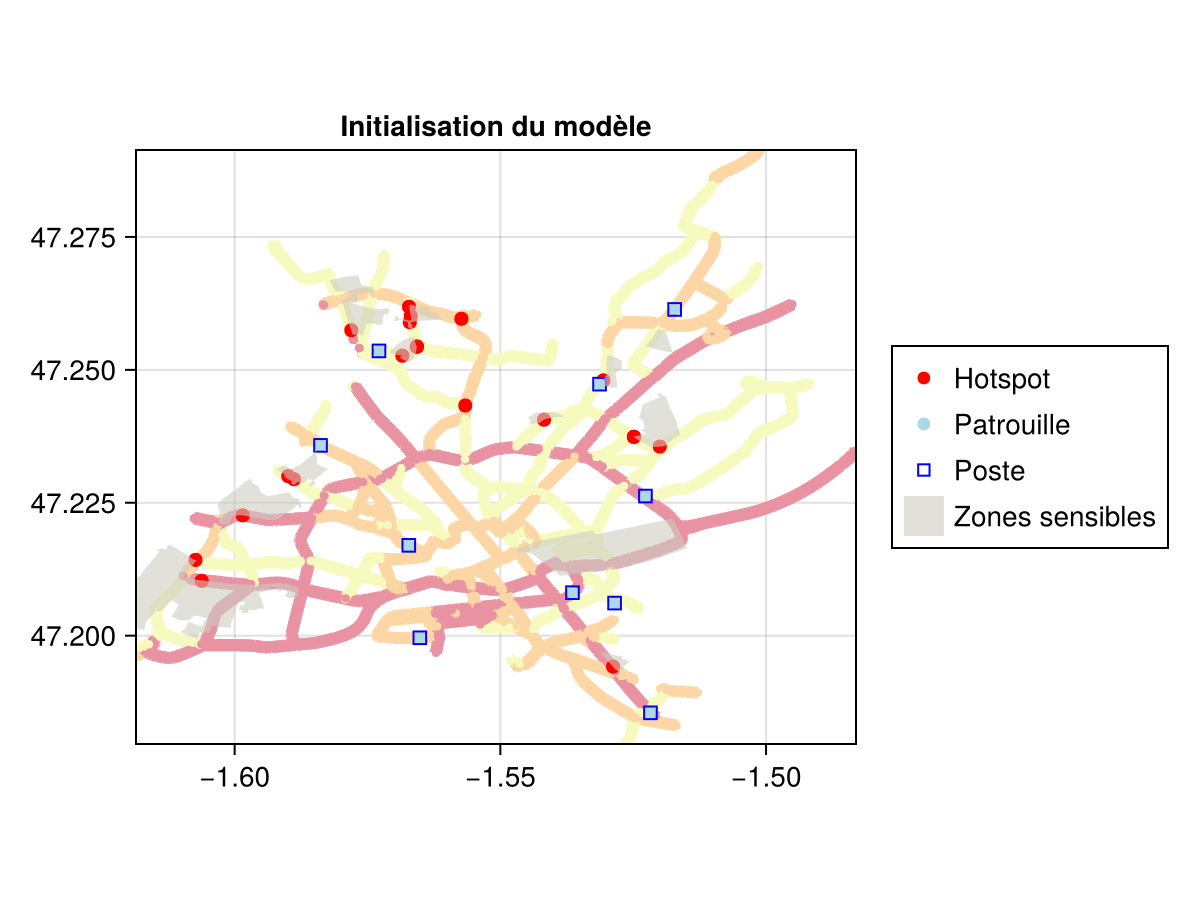 Initialisation du modèle
47.275
47.250
47.225
47.200
−1.60
−1.55
−1.50
Hotspot
Patrouille
Poste
Zones sensibles